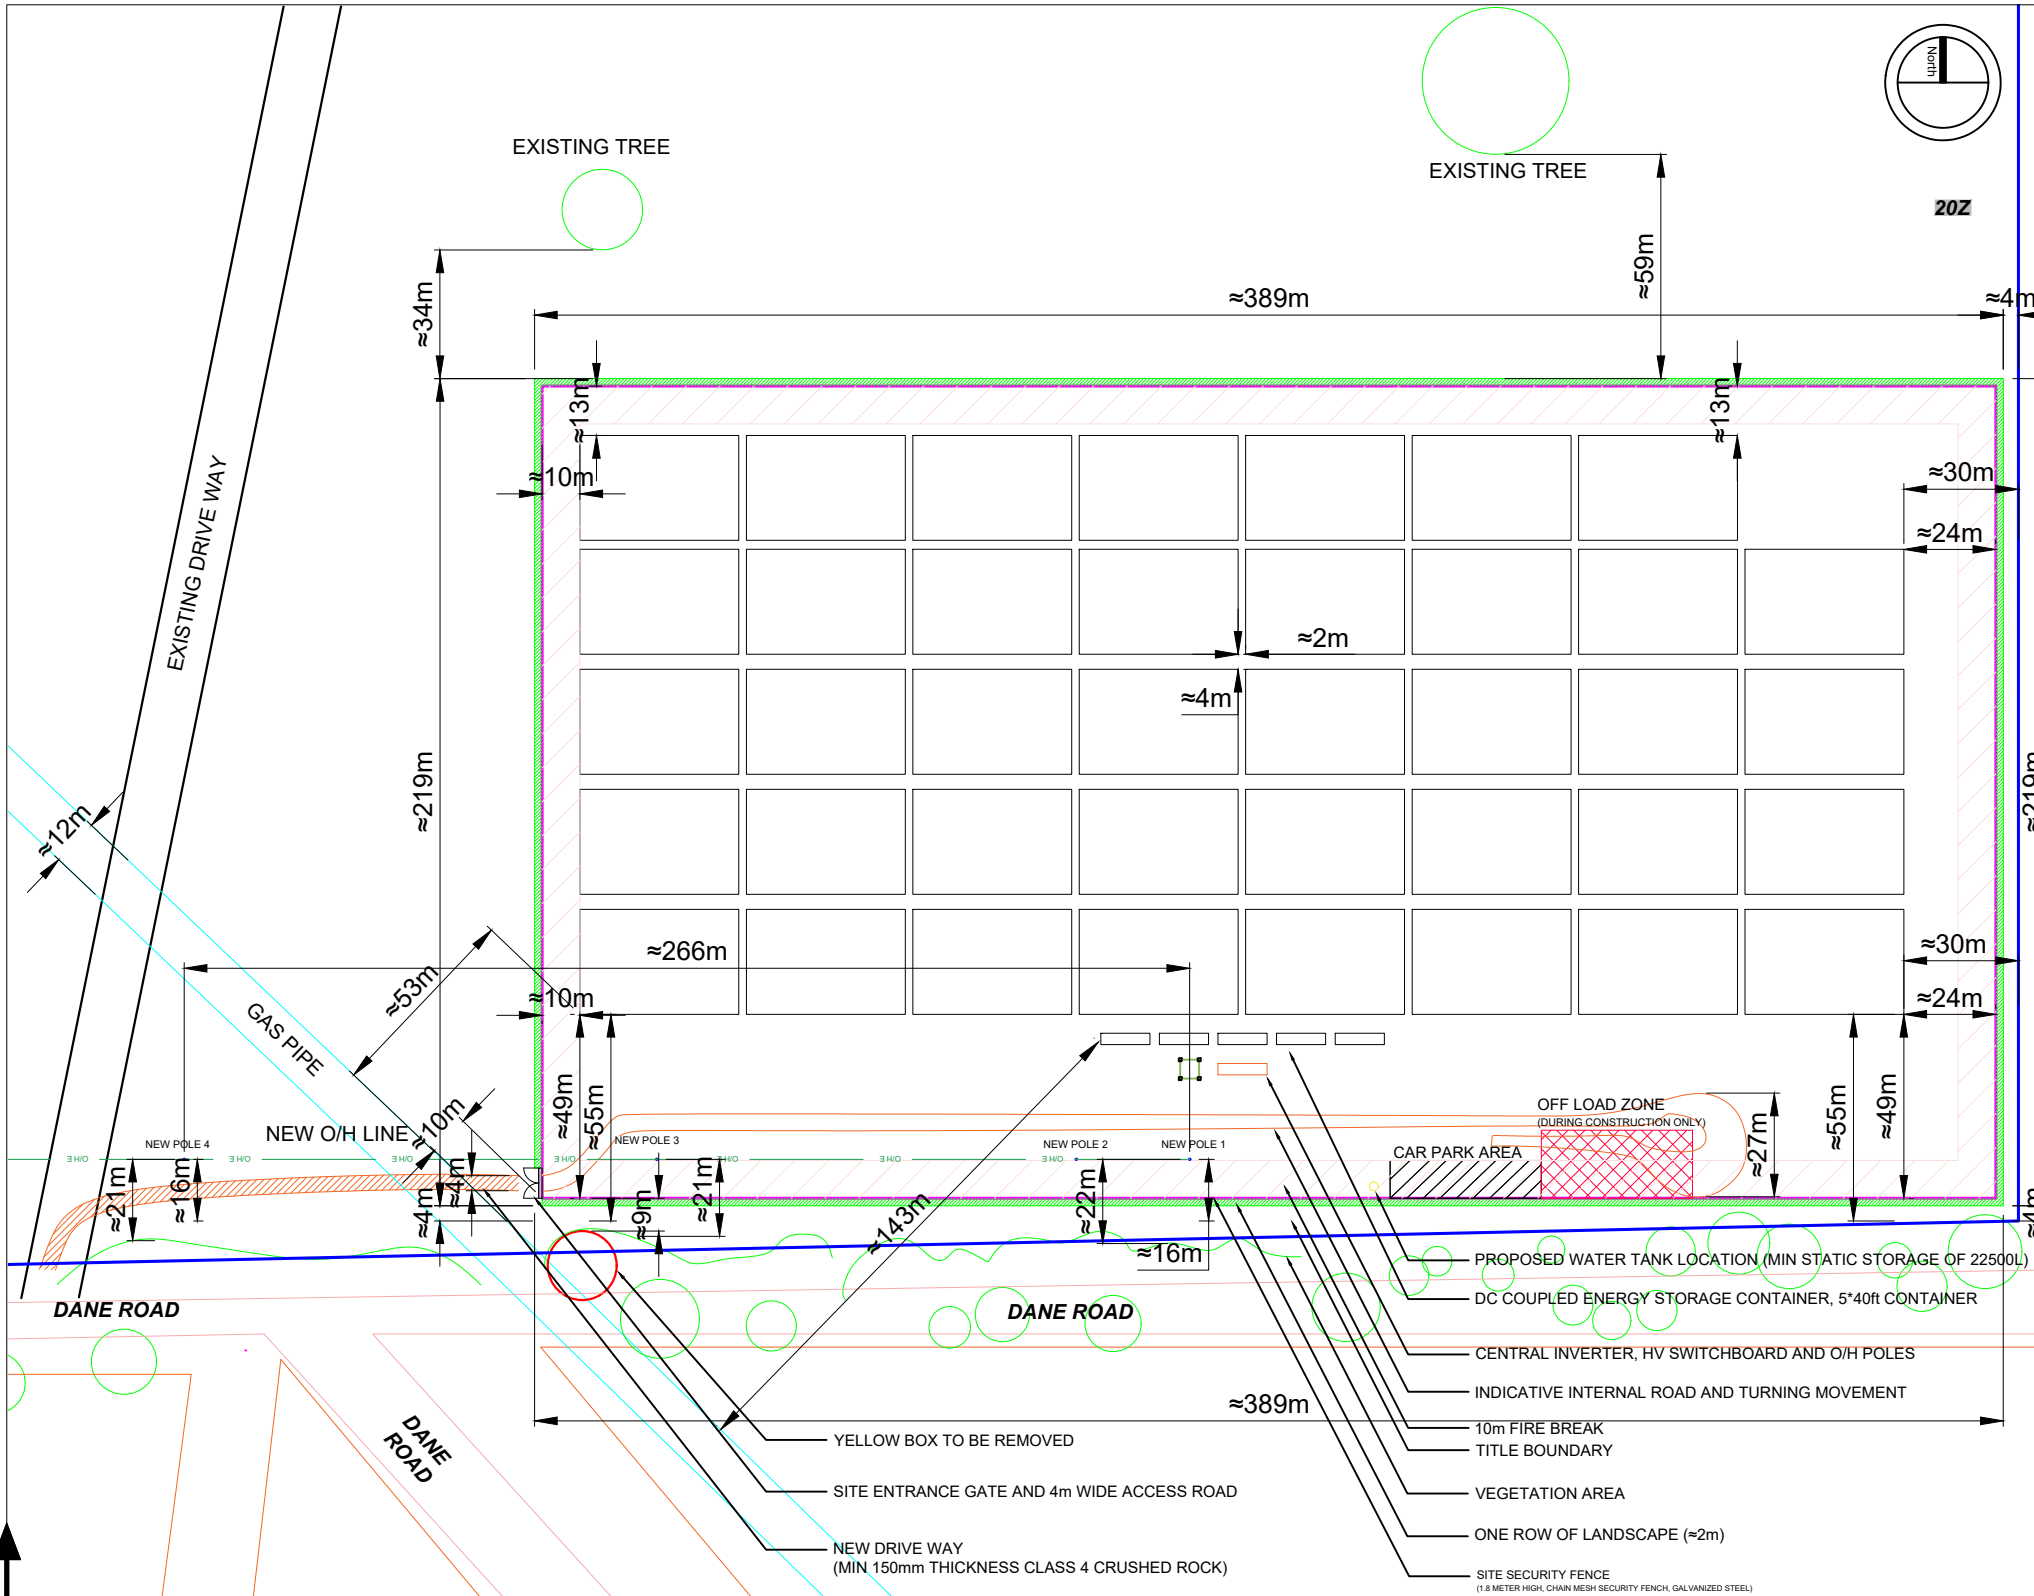 North
EXISTING TREE
EXISTING TREE
20Z
≈59m
≈34m
≈389m
≈4m
≈13m
≈13m
≈10m
≈30m
≈24m
EXISTING DRIVE WAY
≈2m
≈4m
≈219m
≈219m
≈12m
≈266m
≈30m
≈53m
≈10m
≈24m
GAS PIPE
≈49m
≈55m
≈55m
≈49m
≈10m
OFF LOAD ZONE
(DURING CONSTRUCTION ONLY)
≈27m
NEW O/H LINE
NEW POLE 4
NEW POLE 3
NEW POLE 2
NEW POLE 1
CAR PARK AREA
O/H E
O/H E
O/H E
O/H E
O/H E
O/H E
O/H E
≈21m
≈16m
≈4m
≈4m
≈9m
≈21m
≈22m
≈16m
≈143m
≈4m
PROPOSED WATER TANK LOCATION (MIN STATIC STORAGE OF 22500L)
DC COUPLED ENERGY STORAGE CONTAINER, 5*40ft CONTAINER
DANE ROAD
DANE ROAD
CENTRAL INVERTER, HV SWITCHBOARD AND O/H POLES
INDICATIVE INTERNAL ROAD AND TURNING MOVEMENT
≈389m
10m FIRE BREAK
TITLE BOUNDARY
DANE
ROAD
YELLOW BOX TO BE REMOVED
SITE ENTRANCE GATE AND 4m WIDE ACCESS ROAD
VEGETATION AREA
ONE ROW OF LANDSCAPE (≈2m)
NEW DRIVE WAY
(MIN 150mm THICKNESS CLASS 4 CRUSHED ROCK)
SITE SECURITY FENCE
(1.8 METER HIGH, CHAIN MESH SECURITY FENCE, GALVANIZED STEEL)